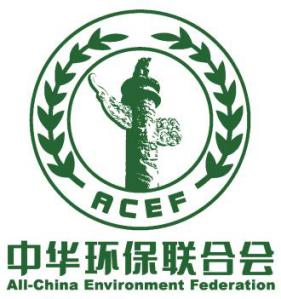 ACEF
中华环保联合会
All-China Environment Federation